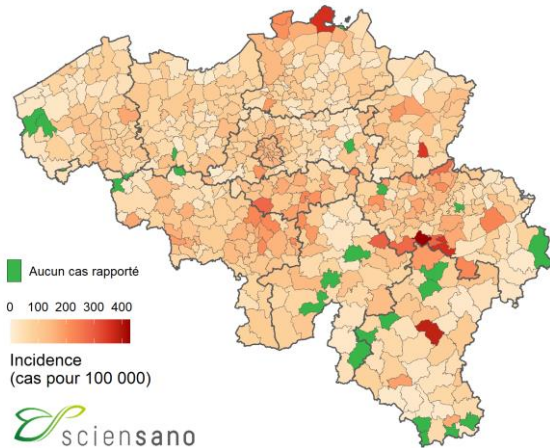 Aucun cas rapporté
0 100 200 300 400
Incidence
(cas pour 100 000)
sciensano